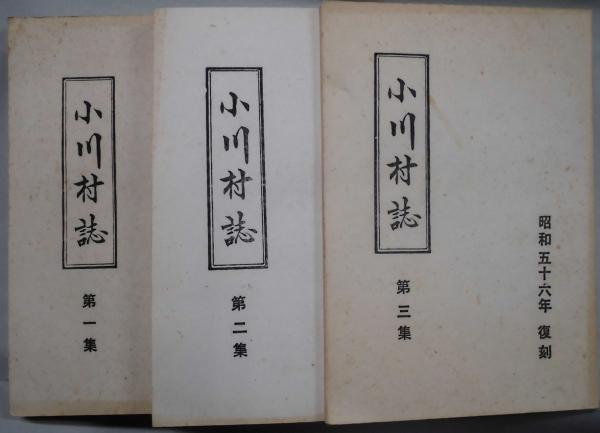 小川村誌
第一集
小川村誌
第二集
小川村誌
第三集
昭和五十六年 復刻